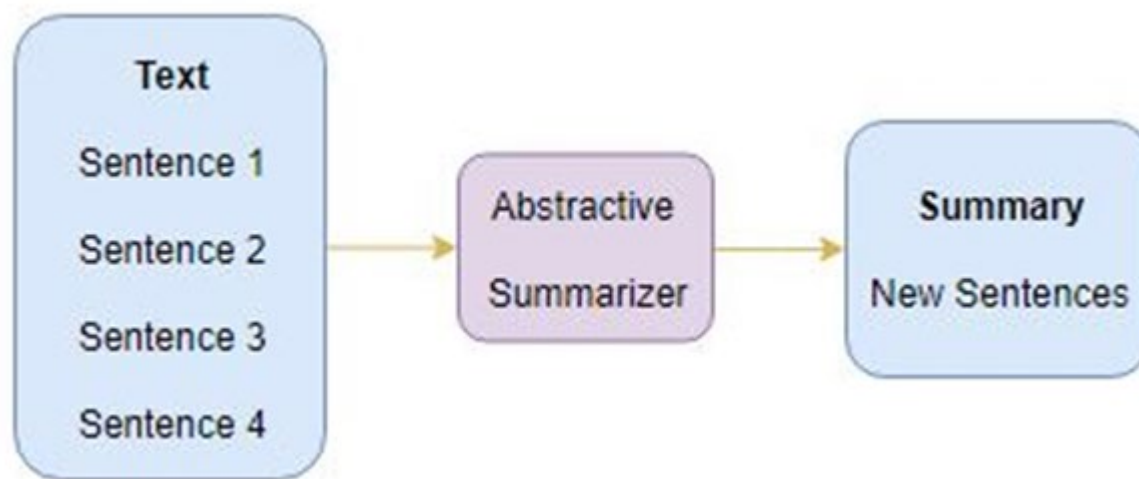 Text
Sentence 1
Sentence 2
Sentence 3
Sentence 4
Abstractive
Summarizer
Summary
New Sentences